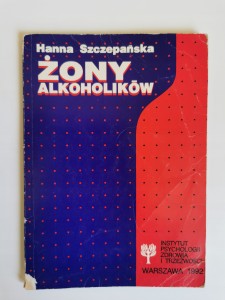 Hanna Szczepańska
ŻONY
ALKOHOLIKÓW
INSTYTUT
PSYCHOLOGII
ZDROWIA
I TRZEŹWOŚCI
WARSZAWA 1992